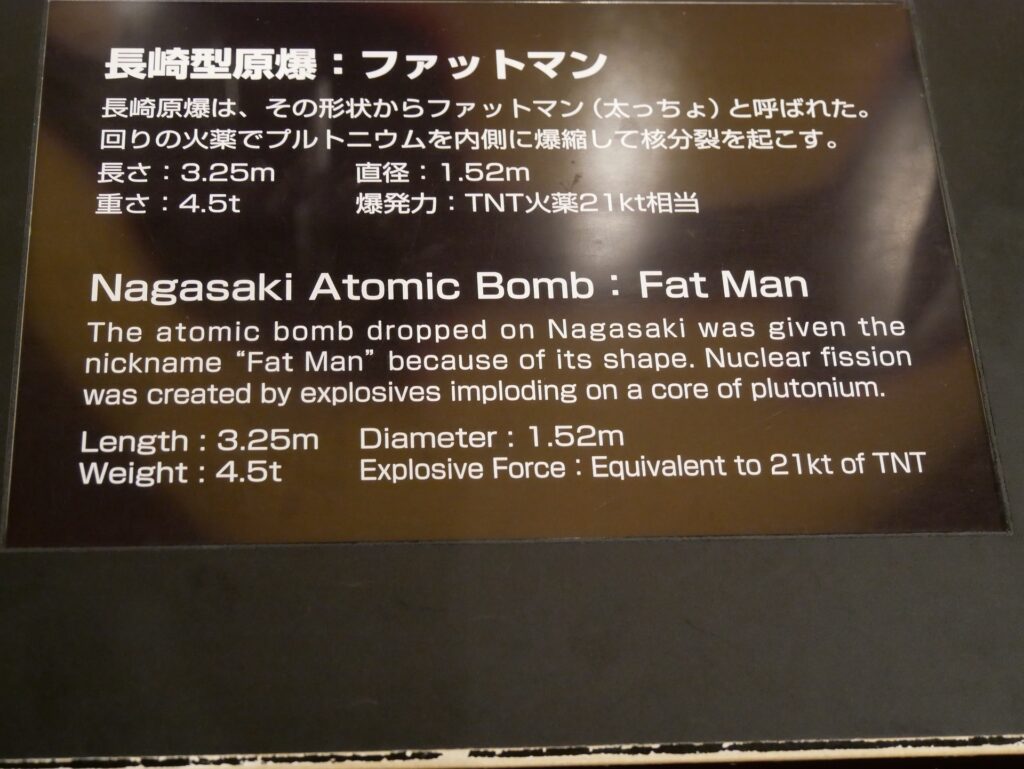 長崎型原爆：ファットマン
長崎原爆は、その形状からファットマン（太っちょ）と呼ばれた。
回りの火薬でプルトニウムを内側に爆縮して核分裂を起こす。
長さ：3.25m　直径：1.52m
重さ：4.5t　爆発力：TNT火薬21kt相当
Nagasaki Atomic Bomb：Fat Man
The atomic bomb dropped on Nagasaki was given the
nickname “Fat Man” because of its shape. Nuclear fission
was created by explosives imploding on a core of plutonium.
Length：3.25m　Diameter：1.52m
Weight：4.5t　Explosive Force：Equivalent to 21kt of TNT